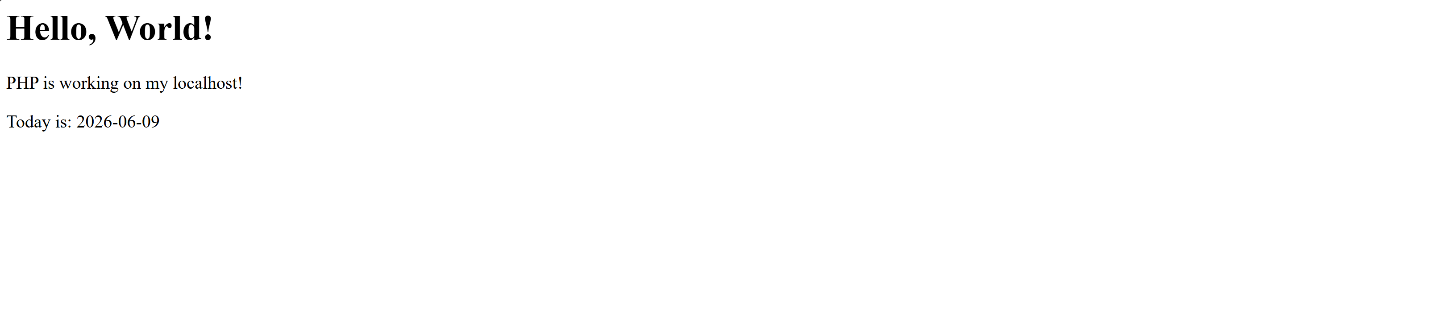 Hello, World!
PHP is working on my localhost!
Today is: 2026-06-09